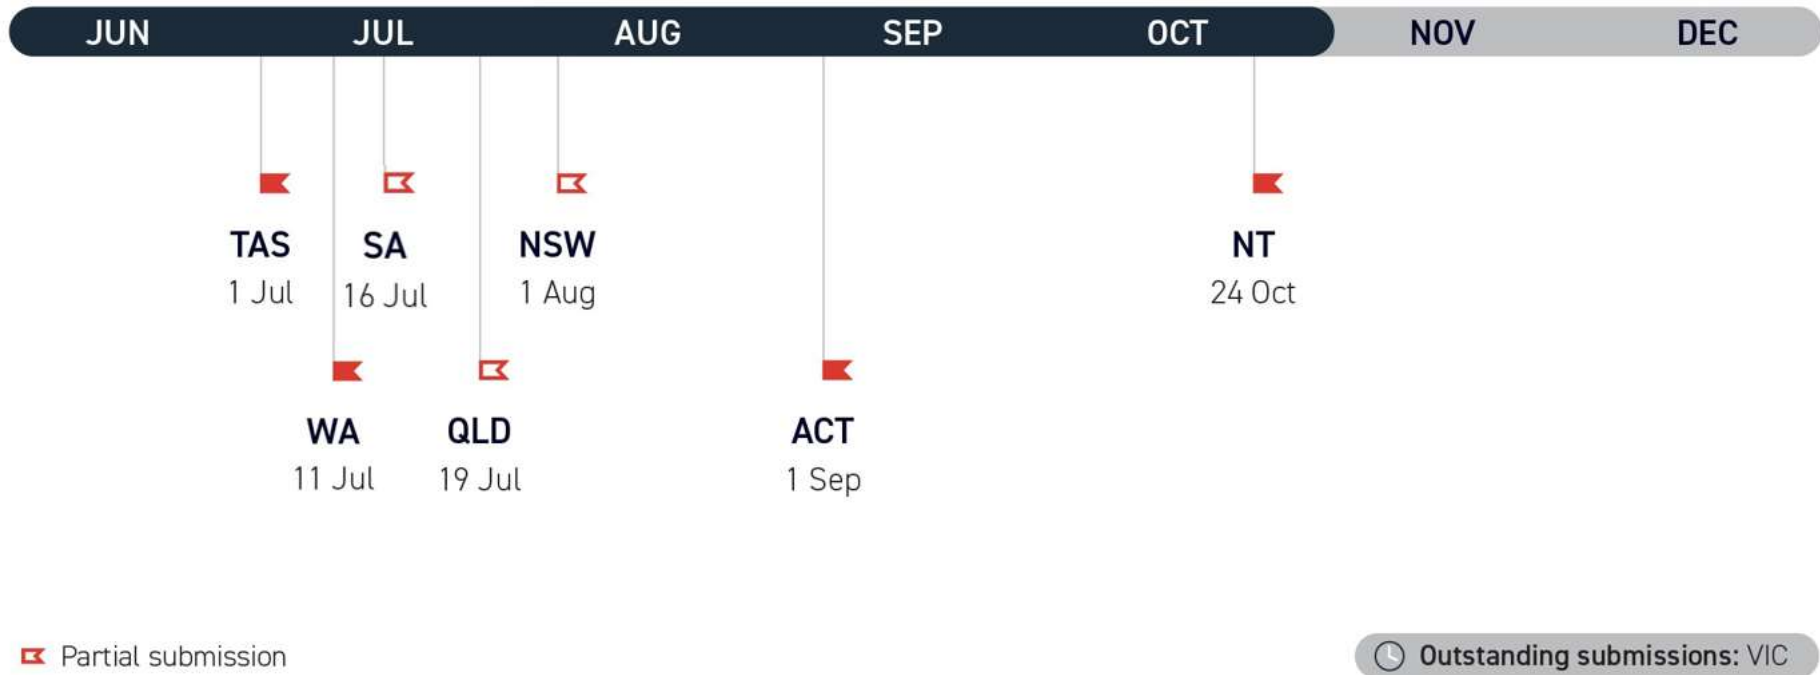 JUN JUL AUG SEP OCT NOV DEC
TAS SA NSW NT
1 Jul 16 Jul 1 Aug 24 Oct
WA QLD ACT
11 Jul 19 Jul 1 Sep
Partial submission Outstanding submissions: VIC